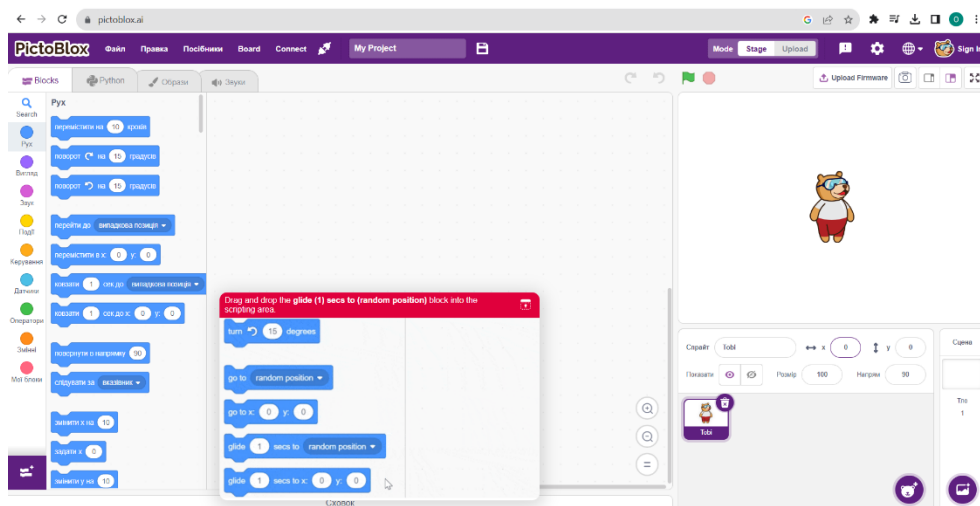 pictoblox.ai
PictoBlox Файл Правка Посібники Board Connect My Project Mode Stage Upload Sign In
Blocks Python Образи Звуки Upload Firmware
Search
Рух
Вигляд
Звук
Події
Керування
Датчики
Оператори
Змінні
Мої блоки
Рух
перемістити на 10 кроків
поворот на 15 градусів
поворот на 15 градусів
перейти до випадкова позиція
перемістити в x: 0 y: 0
ковзати 1 сек до випадкова позиція
ковзати 1 сек до x: 0 y: 0
повернути в напрямку 90
слідувати за вказівник
змінити x на 10
задати x 0
змінити y на 10
Drag and drop the glide (1) secs to (random position) block into the
scripting area.
turn 15 degrees
go to random position
go to x: 0 y: 0
glide 1 secs to random position
glide 1 secs to x: 0 y: 0
Сховок
Спрайт Tobi x 0 y 0
Показати Розмір 100 Напрям 90
Tobi
Сцена
Тло
1